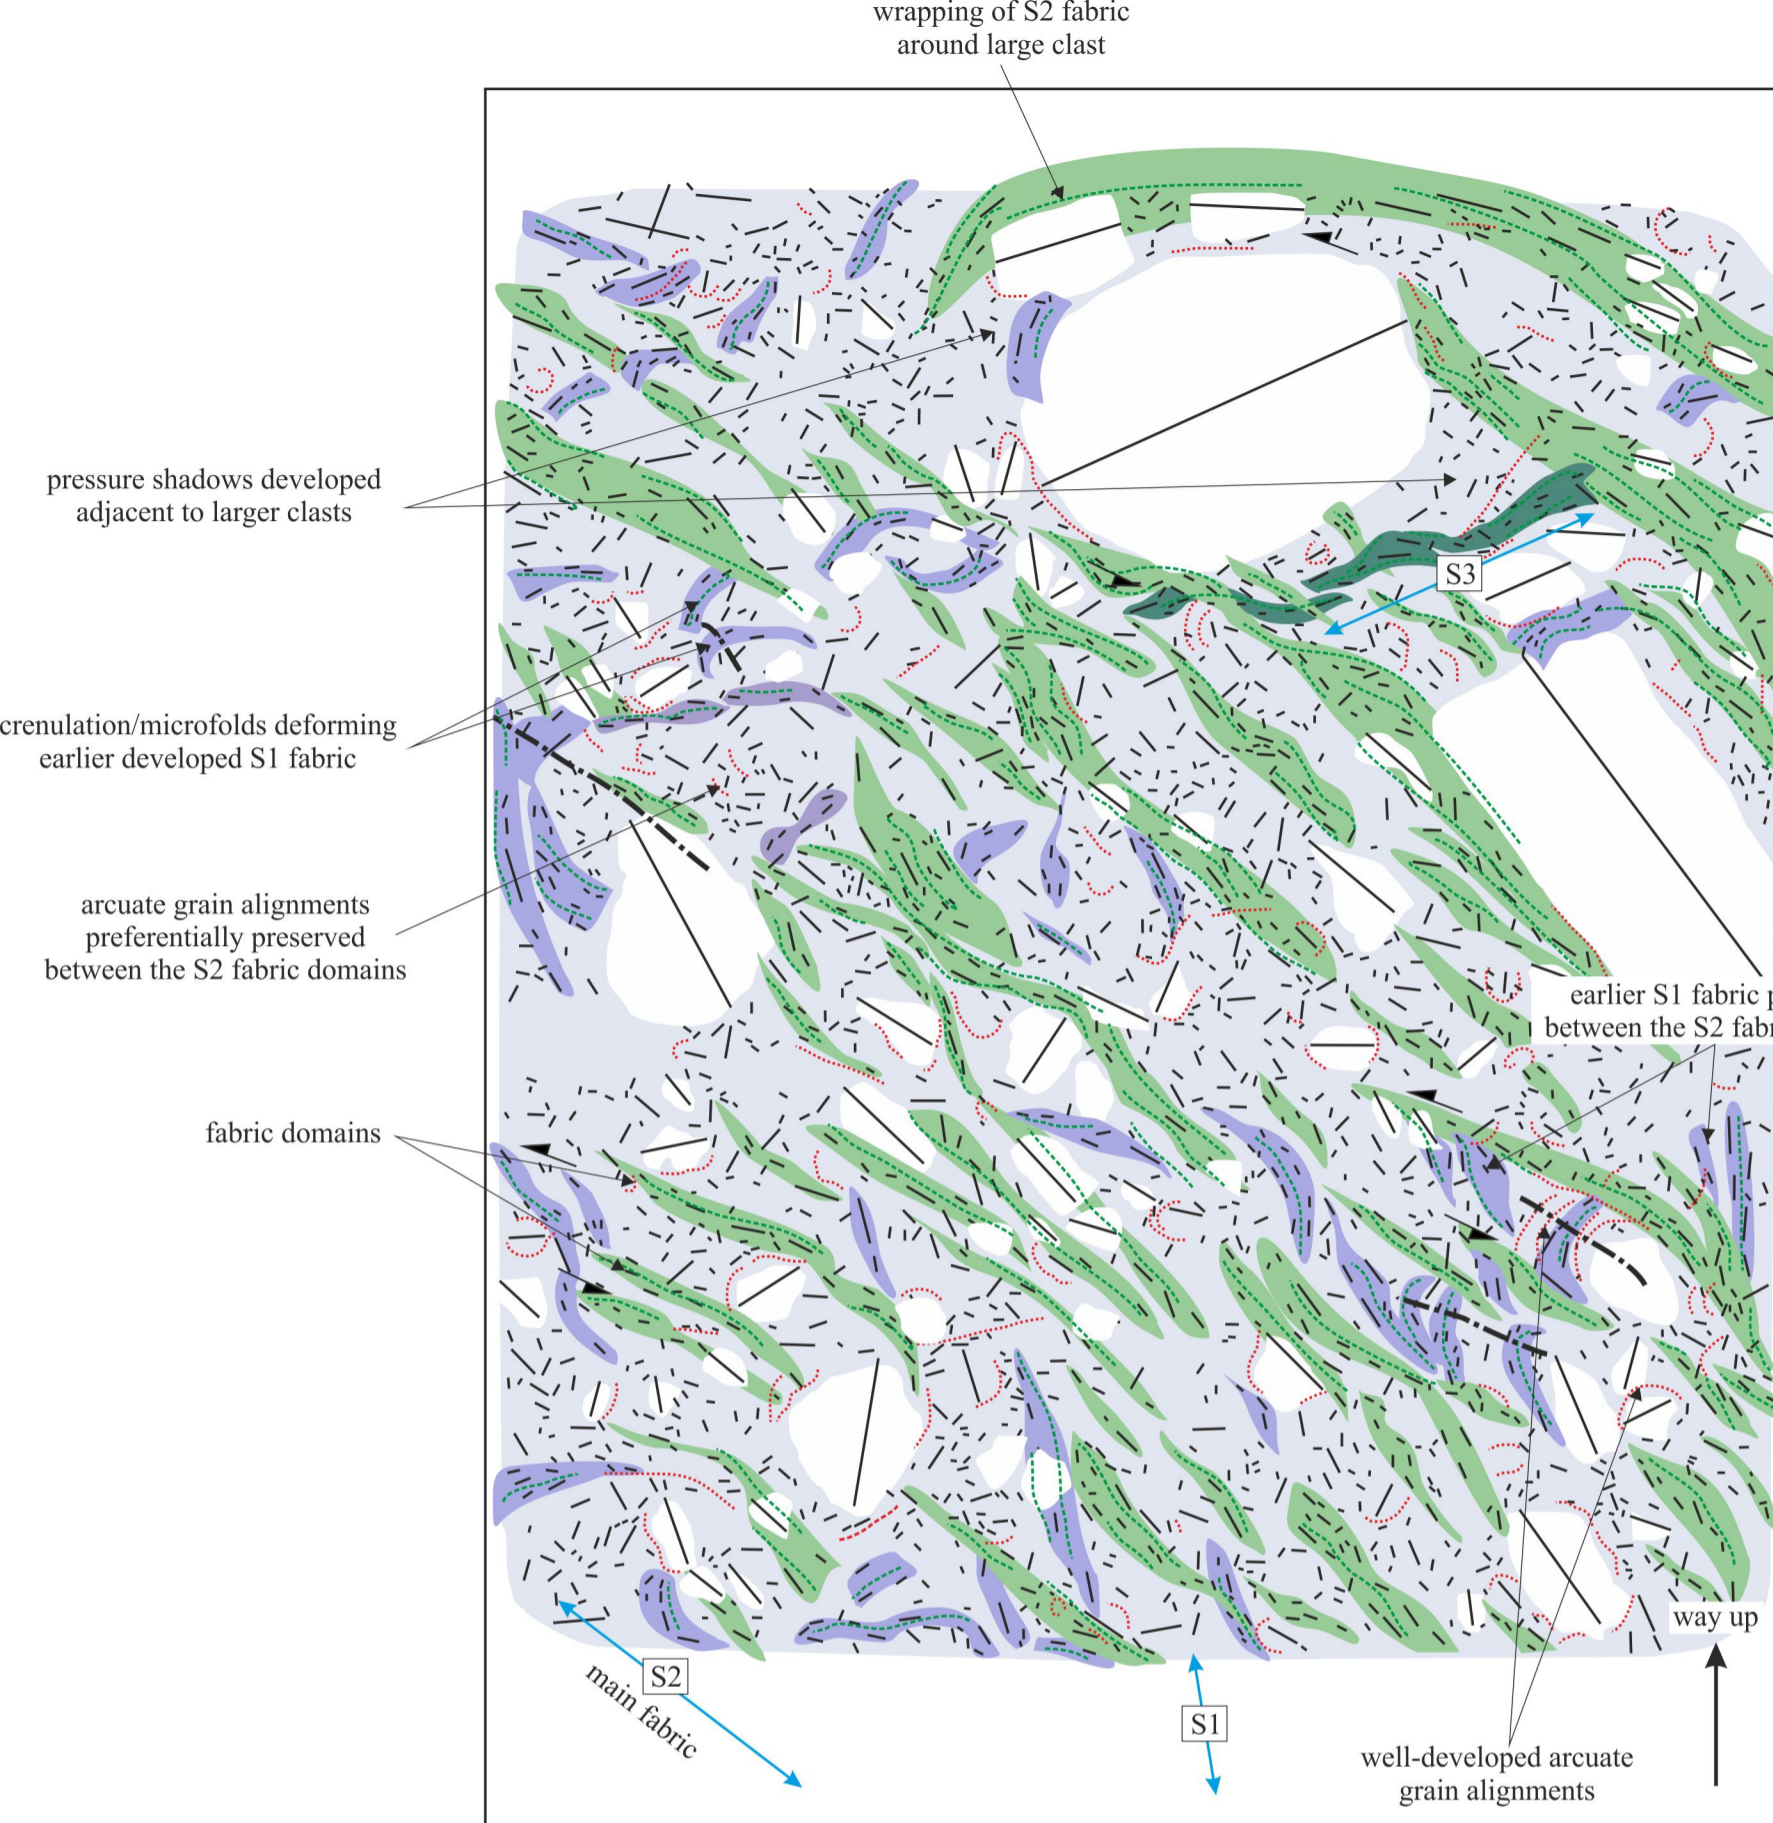 wrapping of S2 fabric
around large clast
pressure shadows developed
adjacent to larger clasts
S3
crenulation/microfolds deforming
earlier developed S1 fabric
arcuate grain alignments
preferentially preserved
between the S2 fabric domains
earlier S1 fabric
between the S2
fabric domains
way up
S2
main fabric
S1
well-developed arcuate
grain alignments